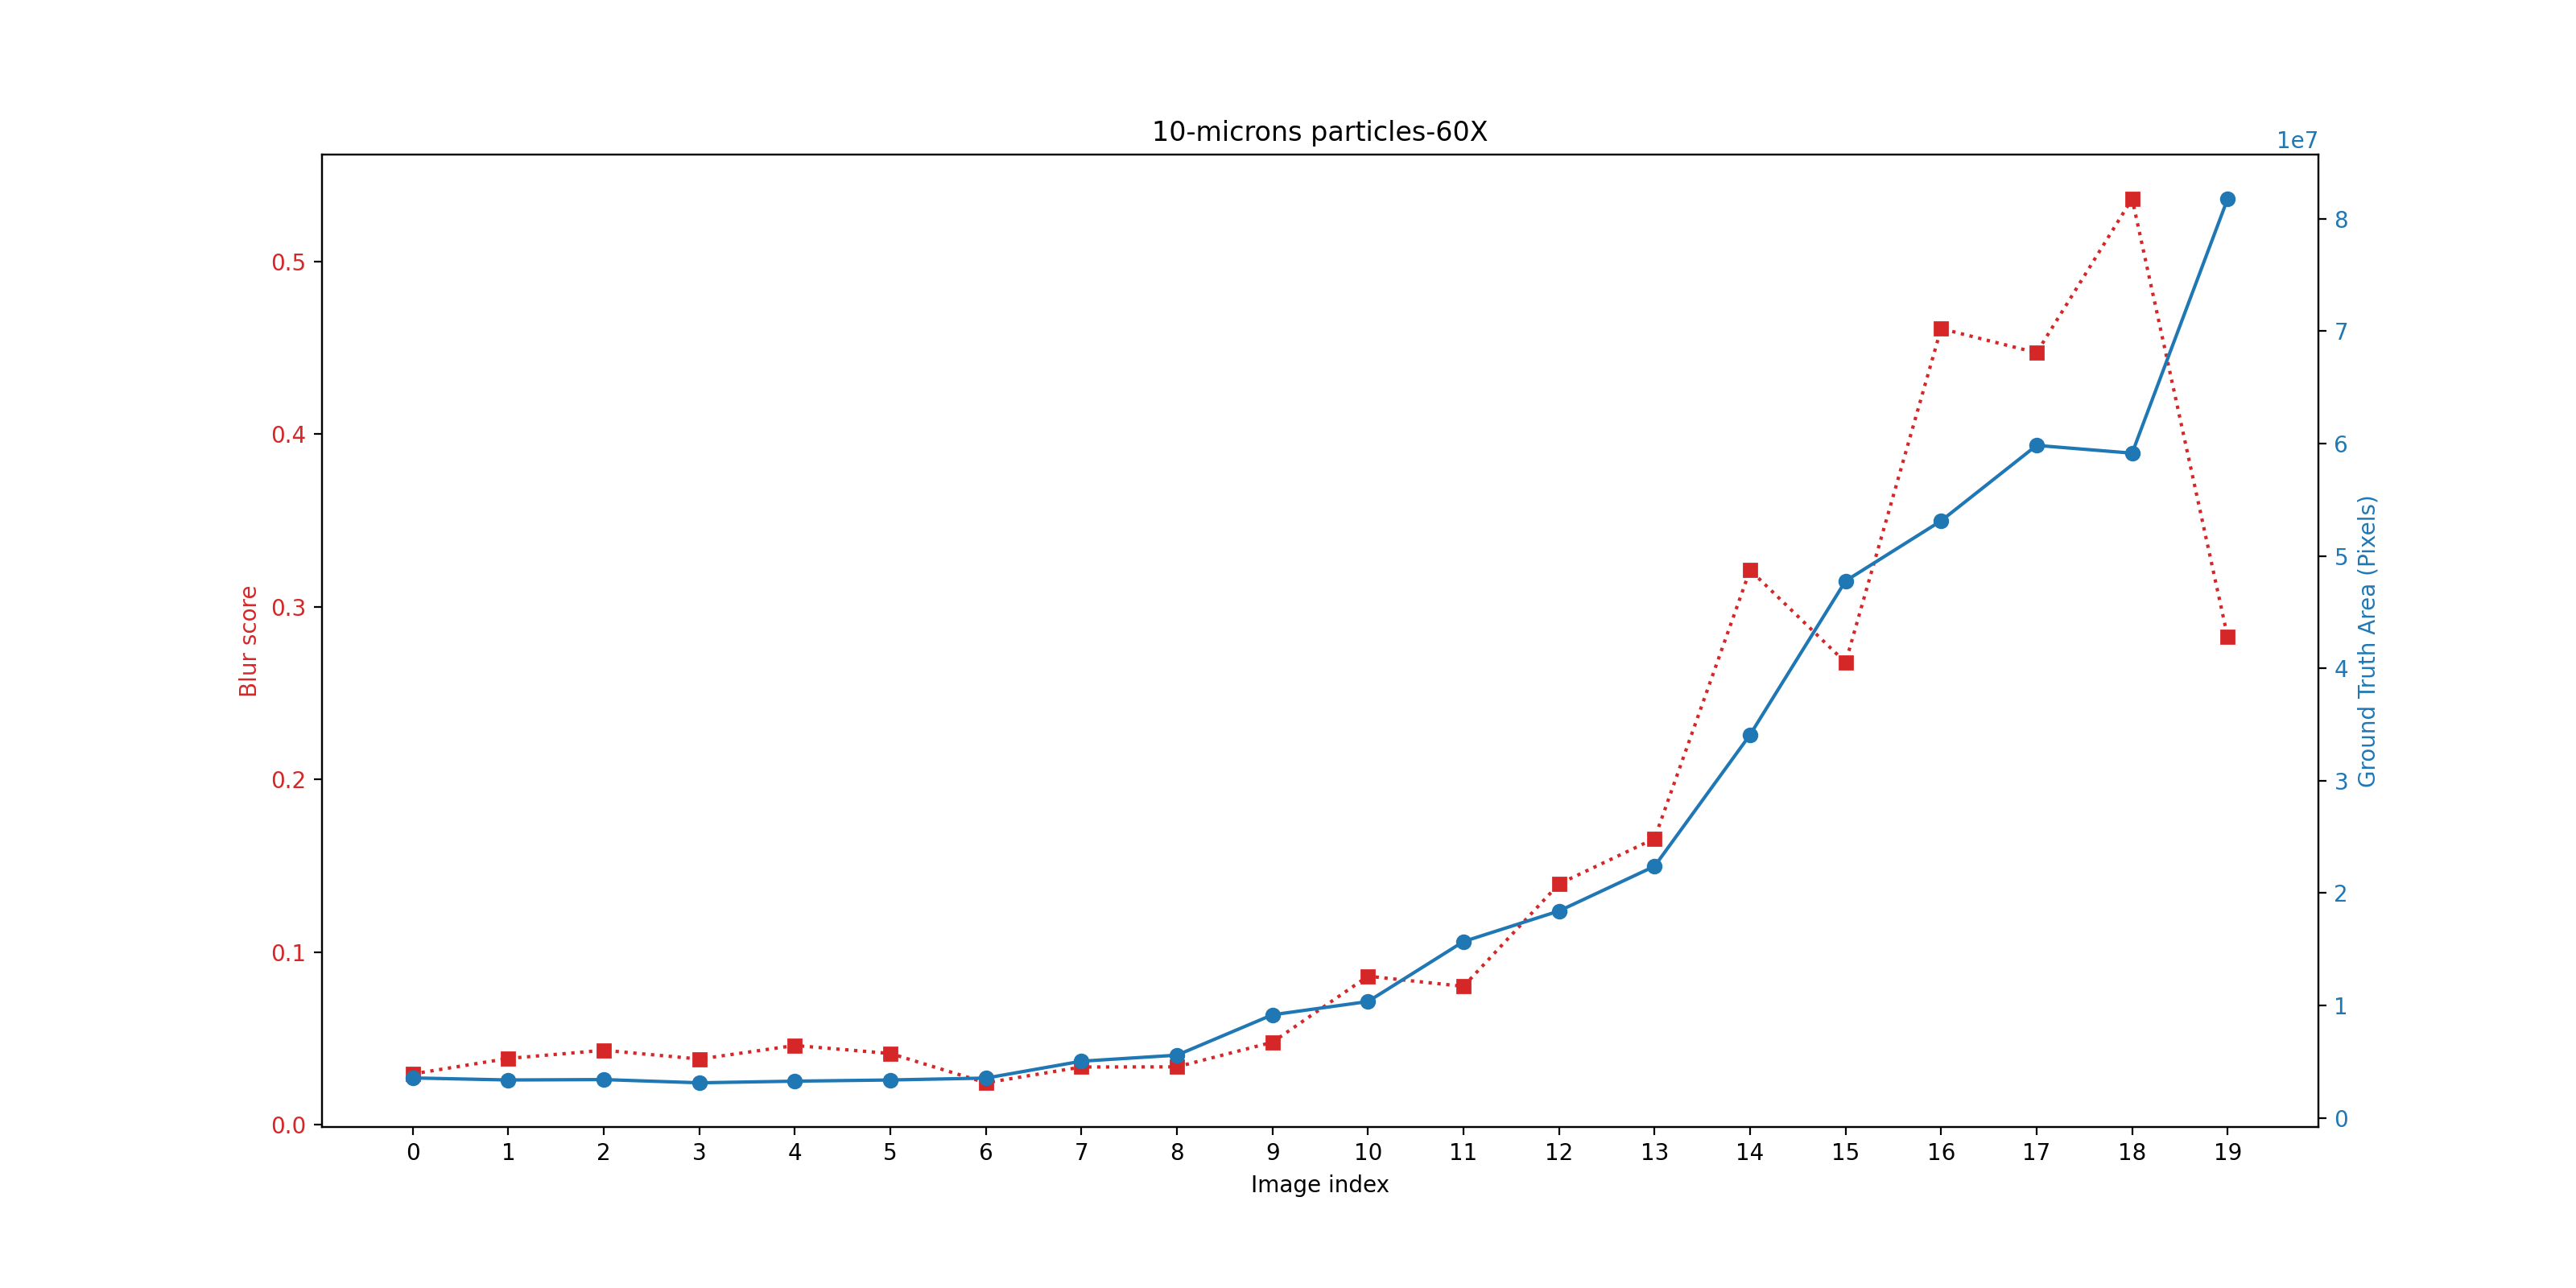 10-microns particles-60X
1e7
0.5
0.4
0.3
0.2
0.1
0.0
Blur score
8
7
6
5
4
3
2
1
0
Ground Truth Area (Pixels)
0 1 2 3 4 5 6 7 8 9 10 11 12 13 14 15 16 17 18 19
Image index